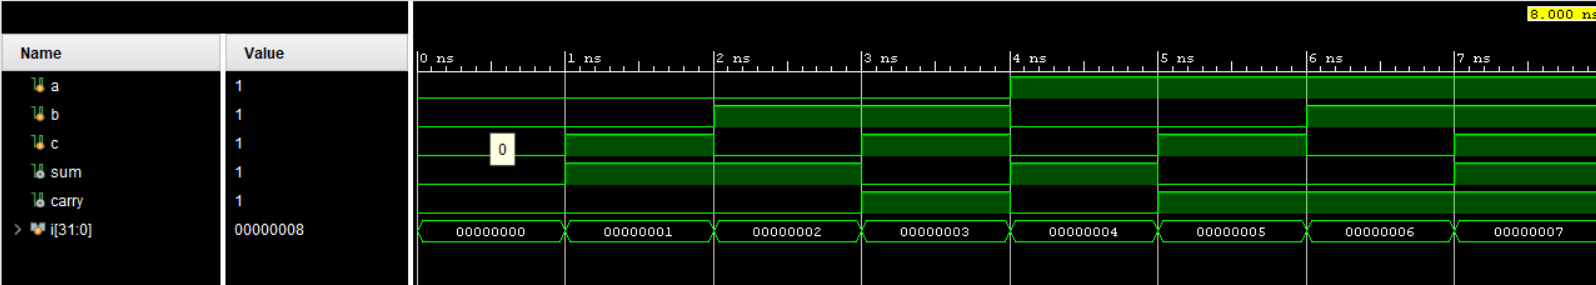 8.000 ns
Name Value
0 ns 1 ns 2 ns 3 ns 4 ns 5 ns 6 ns 7 ns
a 1
b 1
c 1 0
sum 1
carry 1
i[31:0] 00000008 00000000 00000001 00000002 00000003 00000004 00000005 00000006 00000007